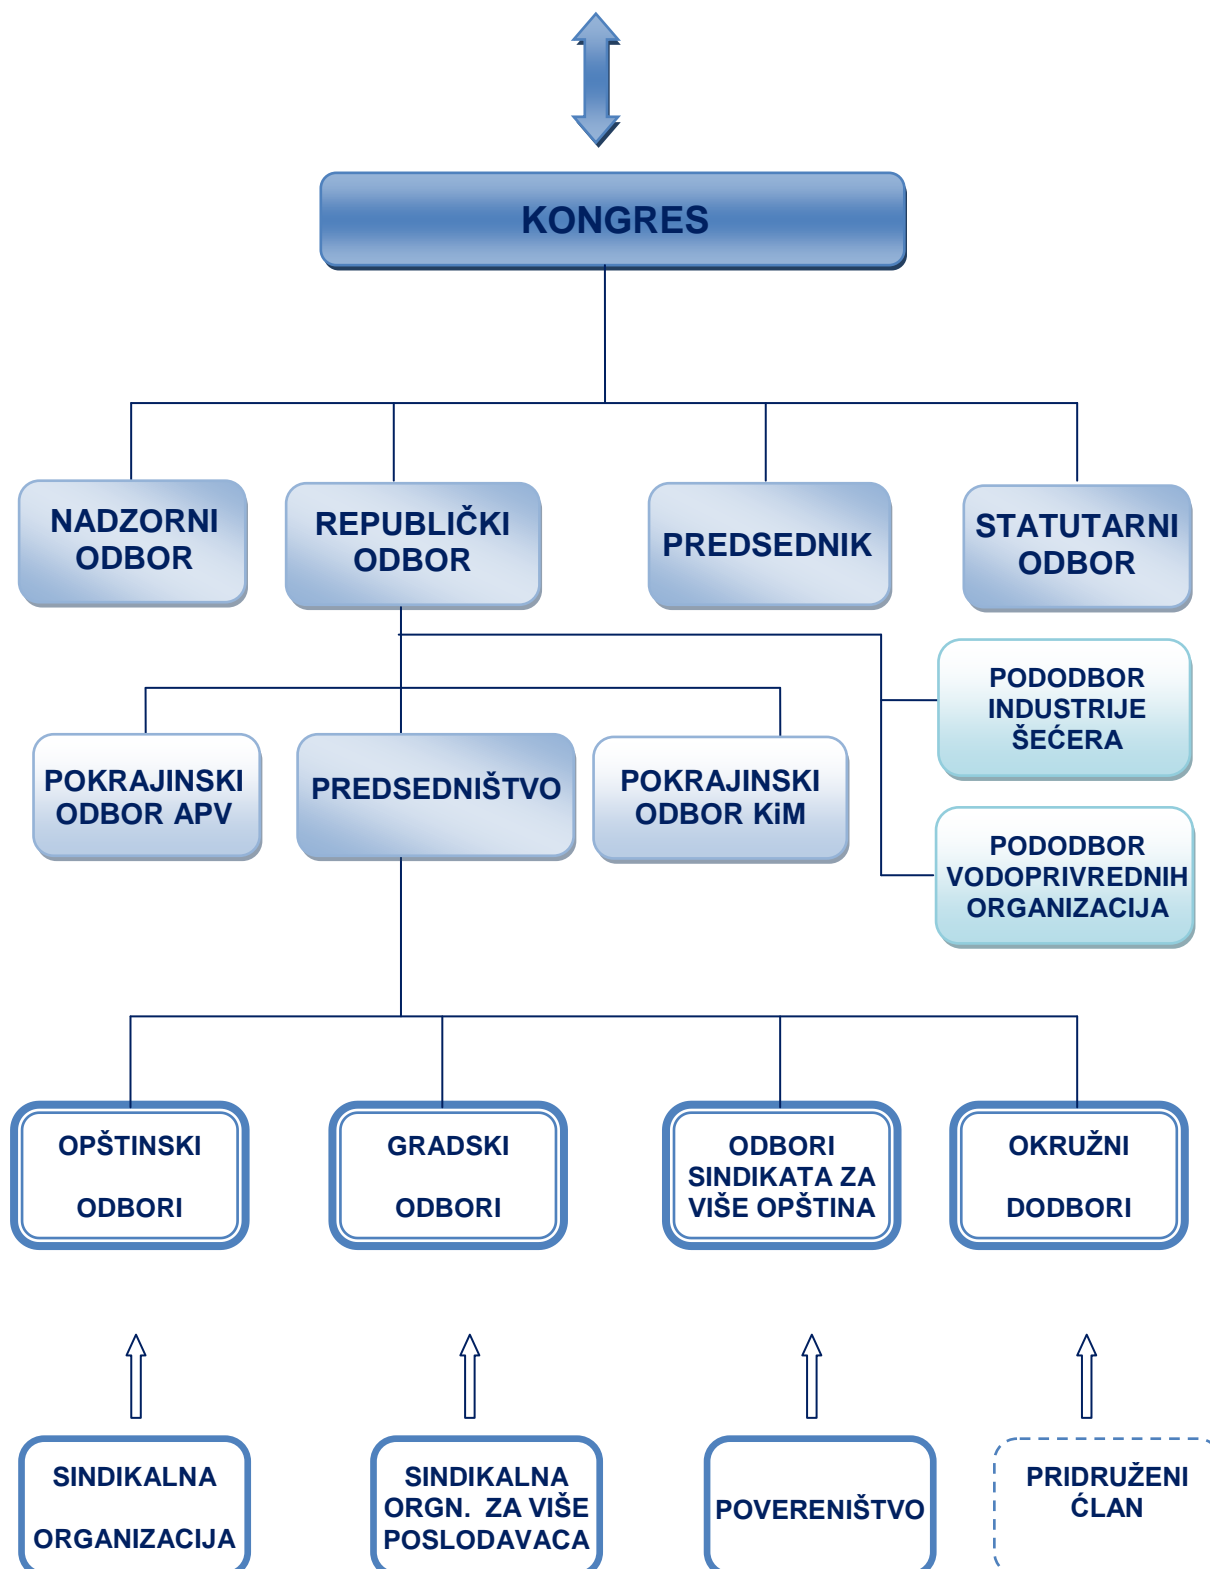 KONGRES
NADZORNI
ODBOR
REPUBLIČKI
ODBOR
PREDSEDNIK
STATUTARNI
ODBOR
PODODBOR
INDUSTRIJE
ŠEĆERA
POKRAJINSKI
ODBOR APV
PREDSEDNIŠTVO
POKRAJINSKI
ODBOR KiM
PODODBOR
VODOPRIVREDNIH
ORGANIZACIJA
OPŠTINSKI
ODBORI
GRADSKI
ODBORI
ODBORI
SINDIKATA ZA
VIŠE OPŠTINA
OKRUŽNI
DODBORI
SINDIKALNA
ORGANIZACIJA
SINDIKALNA
ORGN. ZA VIŠE
POSLODAVACA
POVERENIŠTVO
PRIDRUŽENI
ĆLAN